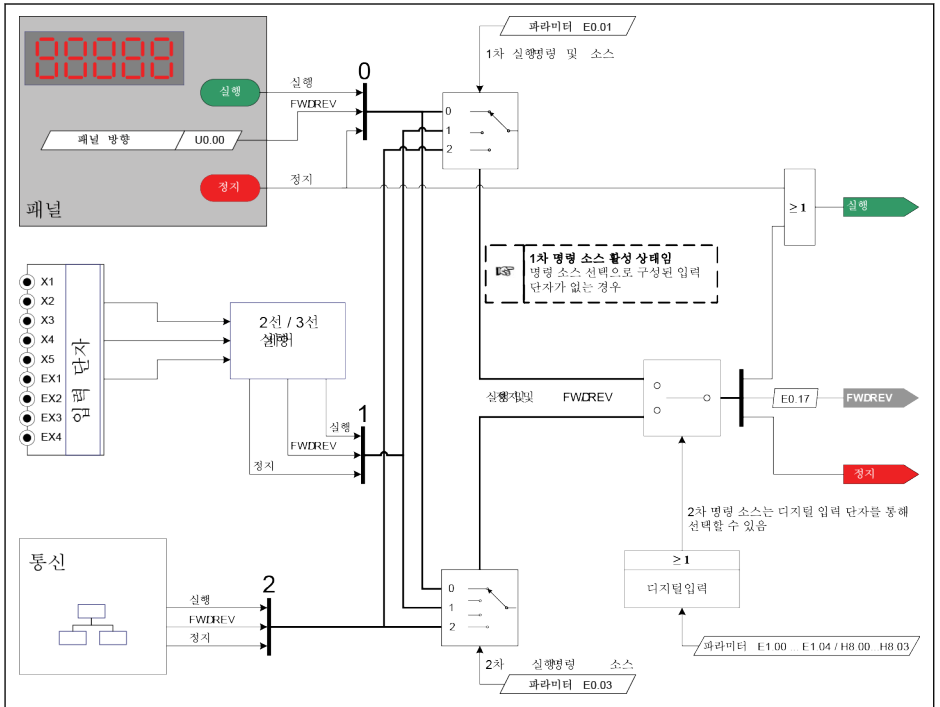 파라미터 E0.01
1차 실행명령 및 소스
88888
실행
실행
FWDREV
0
패널 방향 U0.00
정지
정지
패널
0
1
2
≥1
실행
1차 명령 소스 활성 상태임
명령 소스 선택으로 구성된 입력
단자가 없는 경우
X1
X2
X3
X4
X5
EX1
EX2
EX3
EX4
입력 단자
2선 / 3선
실행
FWDREV
정지
1
FWDREV
E0.17
FWDREV
정지
2차 명령 소스는 디지털 입력 단자를 통해
선택할 수 있음
≥1
디지털입력
파라미터 E1.00 ... E1.04 / H8.00...H8.03
통신
실행
FWDREV
정지
2
0
1
2
2차 실행명령 소스
파라미터 E0.03